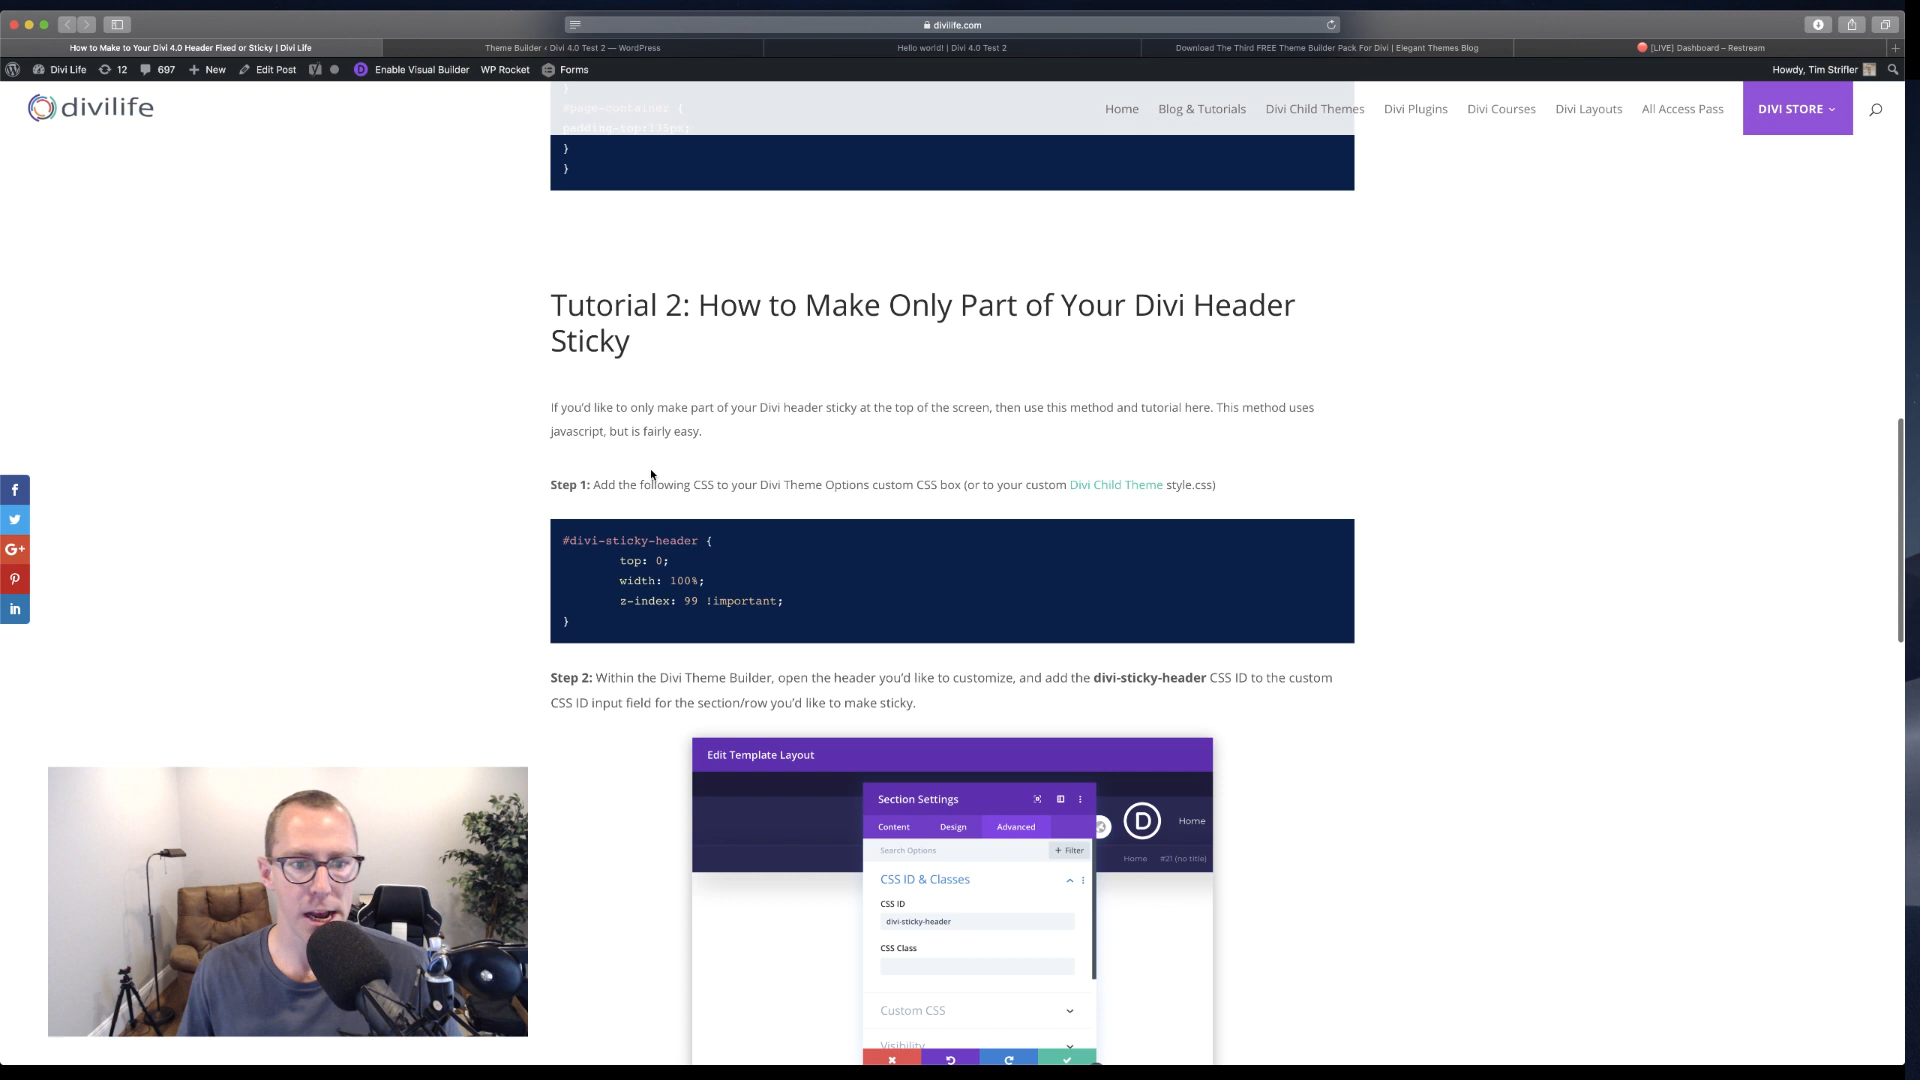 divilife.com
How to Make to Your Divi 4.0 Header Fixed or Sticky | Divi Life
Theme Builder ‹ Divi 4.0 Test 2 — WordPress
Hello world! | Divi 4.0 Test 2
Download The Third FREE Theme Builder Pack For Divi | Elegant Themes Blog
[LIVE] Dashboard – Restream
Divi Life
12
697
New
Edit Post
Enable Visual Builder
WP Rocket
Forms
Howdy, Tim Strifler
divilife
Home
Blog & Tutorials
Divi Child Themes
Divi Plugins
Divi Courses
Divi Layouts
All Access Pass
DIVI STORE
}
#page-container {
padding-top:135px;
}
}
Tutorial 2: How to Make Only Part of Your Divi Header
Sticky
If you'd like to only make part of your Divi header sticky at the top of the screen, then use this method and tutorial here. This method uses
javascript, but is fairly easy.
Step 1: Add the following CSS to your Divi Theme Options custom CSS box (or to your custom Divi Child Theme style.css)
#divi-sticky-header {
top: 0;
width: 100%;
z-index: 99 !important;
}
Step 2: Within the Divi Theme Builder, open the header you'd like to customize, and add the divi-sticky-header CSS ID to the custom
CSS ID input field for the section/row you'd like to make sticky.
Edit Template Layout
Section Settings
Content
Design
Advanced
Search Options
+ Filter
CSS ID & Classes
CSS ID
divi-sticky-header
CSS Class
Custom CSS
Visibility
D
Home
Home
#21 (no title)
f
G+
in